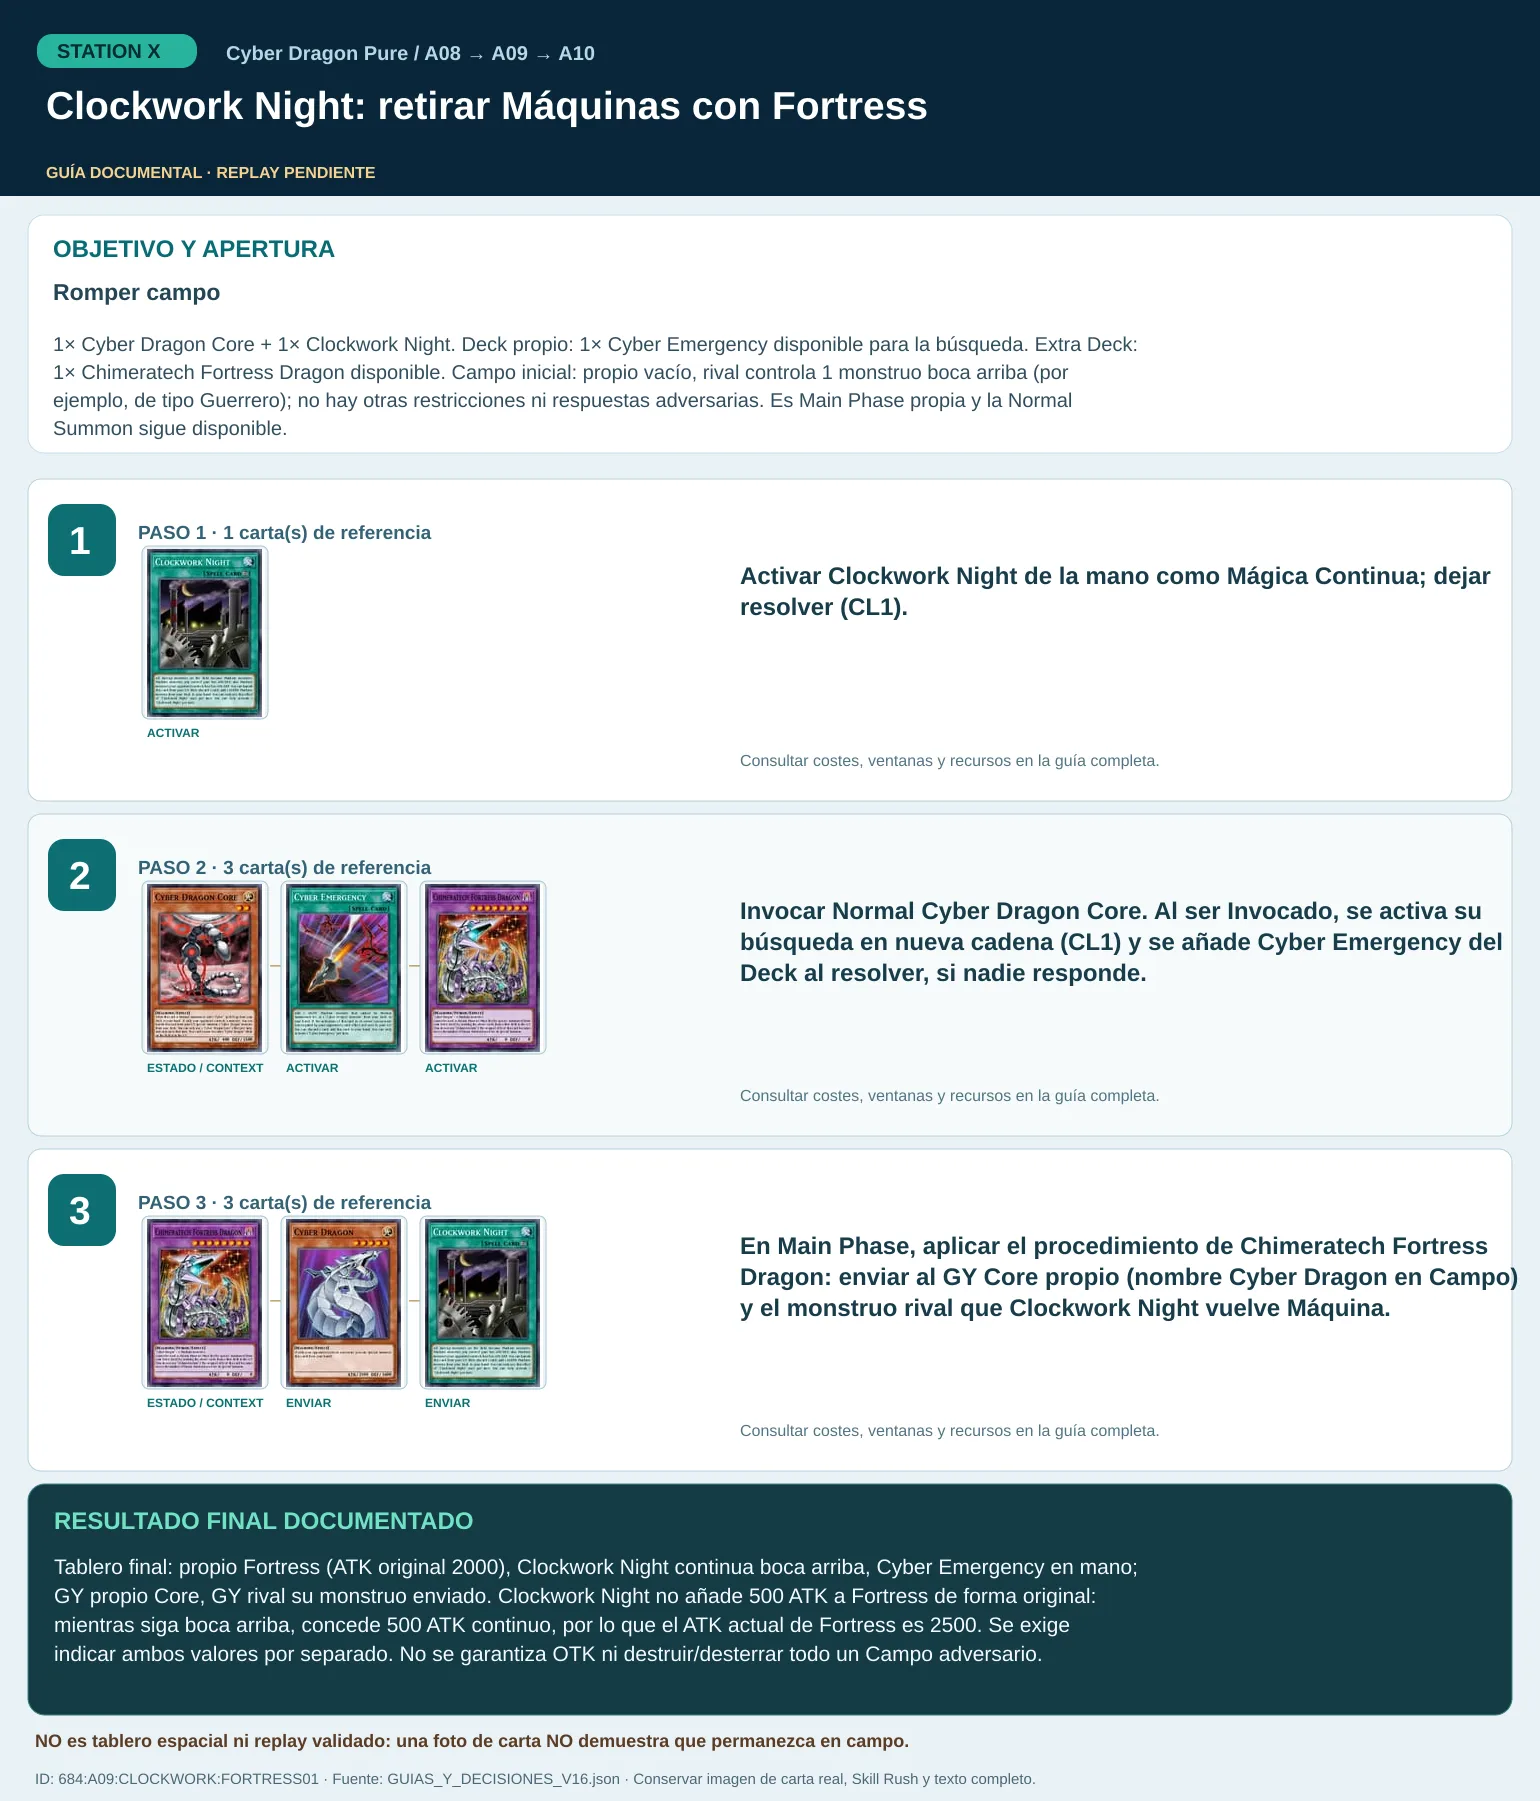 STATION X
Cyber Dragon Pure / A08 → A09 → A10
Clockwork Night: retirar Máquinas con Fortress
GUÍA DOCUMENTAL · REPLAY PENDIENTE
OBJETIVO Y APERTURA
Romper campo
1× Cyber Dragon Core + 1× Clockwork Night. Deck propio: 1× Cyber Emergency disponible para la búsqueda. Extra Deck:
1× Chimeratech Fortress Dragon disponible. Campo inicial: propio vacío, rival controla 1 monstruo boca arriba (por
ejemplo, de tipo Guerrero); no hay otras restricciones ni respuestas adversarias. Es Main Phase propia y la Normal
Summon sigue disponible.
1
PASO 1 · 1 carta(s) de referencia
CLOCKWORK NIGHT
SPELL CARD
ACTIVAR
Activar Clockwork Night de la mano como Mágica Continua; dejar
resolver (CL1).
Consultar costes, ventanas y recursos en la guía completa.
2
PASO 2 · 3 carta(s) de referencia
CYBER DRAGON CORE
CYBER EMERGENCY
SPELL CARD
CHIMERATECH FORTRESS DRAGON
ESTADO / CONTEXT
ACTIVAR
ACTIVAR
Invocar Normal Cyber Dragon Core. Al ser Invocado, se activa su
búsqueda en nueva cadena (CL1) y se añade Cyber Emergency del
Deck al resolver, si nadie responde.
Consultar costes, ventanas y recursos en la guía completa.
3
PASO 3 · 3 carta(s) de referencia
CHIMERATECH FORTRESS DRAGON
CYBER DRAGON
CLOCKWORK NIGHT
SPELL CARD
ESTADO / CONTEXT
ENVIAR
ENVIAR
En Main Phase, aplicar el procedimiento de Chimeratech Fortress
Dragon: enviar al GY Core propio (nombre Cyber Dragon en Campo)
y el monstruo rival que Clockwork Night vuelve Máquina.
Consultar costes, ventanas y recursos en la guía completa.
RESULTADO FINAL DOCUMENTADO
Tablero final: propio Fortress (ATK original 2000), Clockwork Night continua boca arriba, Cyber Emergency en mano;
GY propio Core, GY rival su monstruo enviado. Clockwork Night no añade 500 ATK a Fortress de forma original:
mientras siga boca arriba, concede 500 ATK continuo, por lo que el ATK actual de Fortress es 2500. Se exige
indicar ambos valores por separado. No se garantiza OTK ni destruir/desterrar todo un Campo adversario.
NO es tablero espacial ni replay validado: una foto de carta NO demuestra que permanezca en campo.
ID: 684:A09:CLOCKWORK:FORTRESS01 · Fuente: GUIAS_Y_DECISIONES_V16.json · Conservar imagen de carta real, Skill Rush y texto completo.